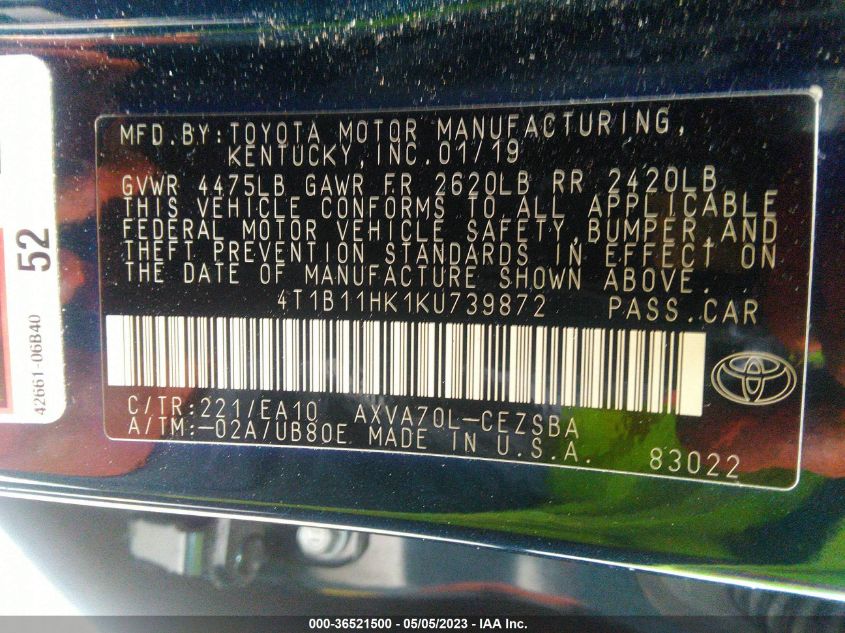 MFD.BY:TOYOTA MOTOR MANUFACTURING,
KENTUCKY, INC.01/19
GVWR 4475LB GAWR FR 2620LB RR 2420LB
THIS VEHICLE CONFORMS TO ALL APPLICABLE
FEDERAL MOTOR VEHICLE SAFETY,BUMPER,AND
THEFT PREVENTION STANDARDS IN EFFECT ON
THE DATE OF MANUFACTURE SHOWN ABOVE.
4T1B11HK1KU739872 PASS.CAR
C/TR:221/EA10 AXVA70L-CEZSBA
A/TM:-02A/UB80E MADE IN U.S.A. 83022
52
42661-06B40
000-36521500 - 05/05/2023 - IAA Inc.